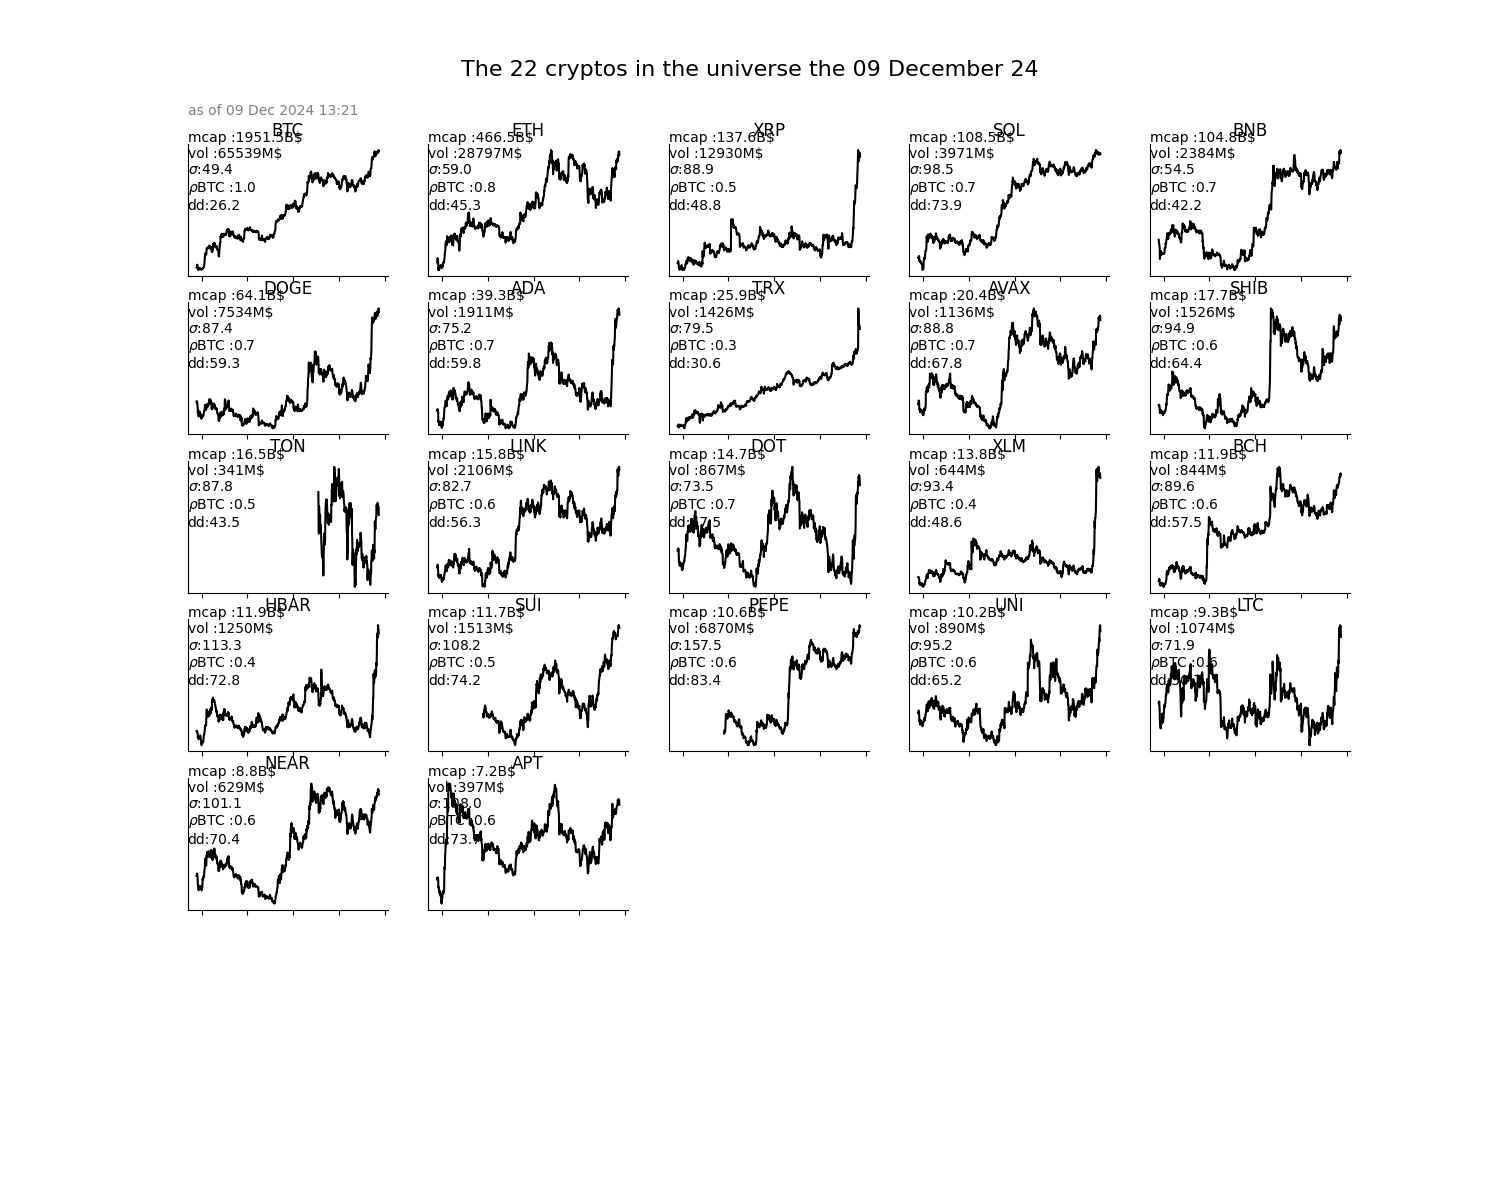 The 22 cryptos in the universe the 09 December 24
as of 09 Dec 2024 13:21
BTC
mcap :1951.5B$
vol :65539M$
σ:49.4
ρBTC :1.0
dd:26.2
ETH
mcap :466.5B$
vol :28797M$
σ:59.0
ρBTC :0.8
dd:45.3
XRP
mcap :137.6B$
vol :12930M$
σ:88.9
ρBTC :0.5
dd:48.8
SOL
mcap :108.5B$
vol :3971M$
σ:98.5
ρBTC :0.7
dd:73.9
BNB
mcap :104.8B$
vol :2384M$
σ:54.5
ρBTC :0.7
dd:42.2
DOGE
mcap :64.1B$
vol :7534M$
σ:87.4
ρBTC :0.7
dd:59.3
ADA
mcap :39.3B$
vol :1911M$
σ:75.2
ρBTC :0.7
dd:59.8
TRX
mcap :25.9B$
vol :1426M$
σ:79.5
ρBTC :0.3
dd:30.6
AVAX
mcap :20.4B$
vol :1136M$
σ:88.8
ρBTC :0.7
dd:67.8
SHIB
mcap :17.7B$
vol :1526M$
σ:94.9
ρBTC :0.6
dd:64.4
TON
mcap :16.5B$
vol :341M$
σ:87.8
ρBTC :0.5
dd:43.5
LINK
mcap :15.8B$
vol :2106M$
σ:82.7
ρBTC :0.6
dd:56.3
DOT
mcap :14.7B$
vol :867M$
σ:73.5
ρBTC :0.7
XLM
mcap :13.8B$
vol :644M$
σ:93.4
ρBTC :0.4
dd:48.6
BCH
mcap :11.9B$
vol :844M$
σ:89.6
ρBTC :0.6
dd:57.5
HBAR
mcap :11.9B$
vol :1250M$
σ:113.3
ρBTC :0.4
dd:72.8
SUI
mcap :11.7B$
vol :1513M$
σ:108.2
ρBTC :0.5
dd:74.2
PEPE
mcap :10.6B$
vol :6870M$
σ:157.5
ρBTC :0.6
dd:83.4
UNI
mcap :10.2B$
vol :890M$
σ:95.2
ρBTC :0.6
dd:65.2
LTC
mcap :9.3B$
vol :1074M$
σ:71.9
ρBTC :0.6
NEAR
mcap :8.8B$
vol :629M$
σ:101.1
ρBTC :0.6
dd:70.4
APT
mcap :7.2B$
vol :397M$
σ:108.0
ρBTC :0.6